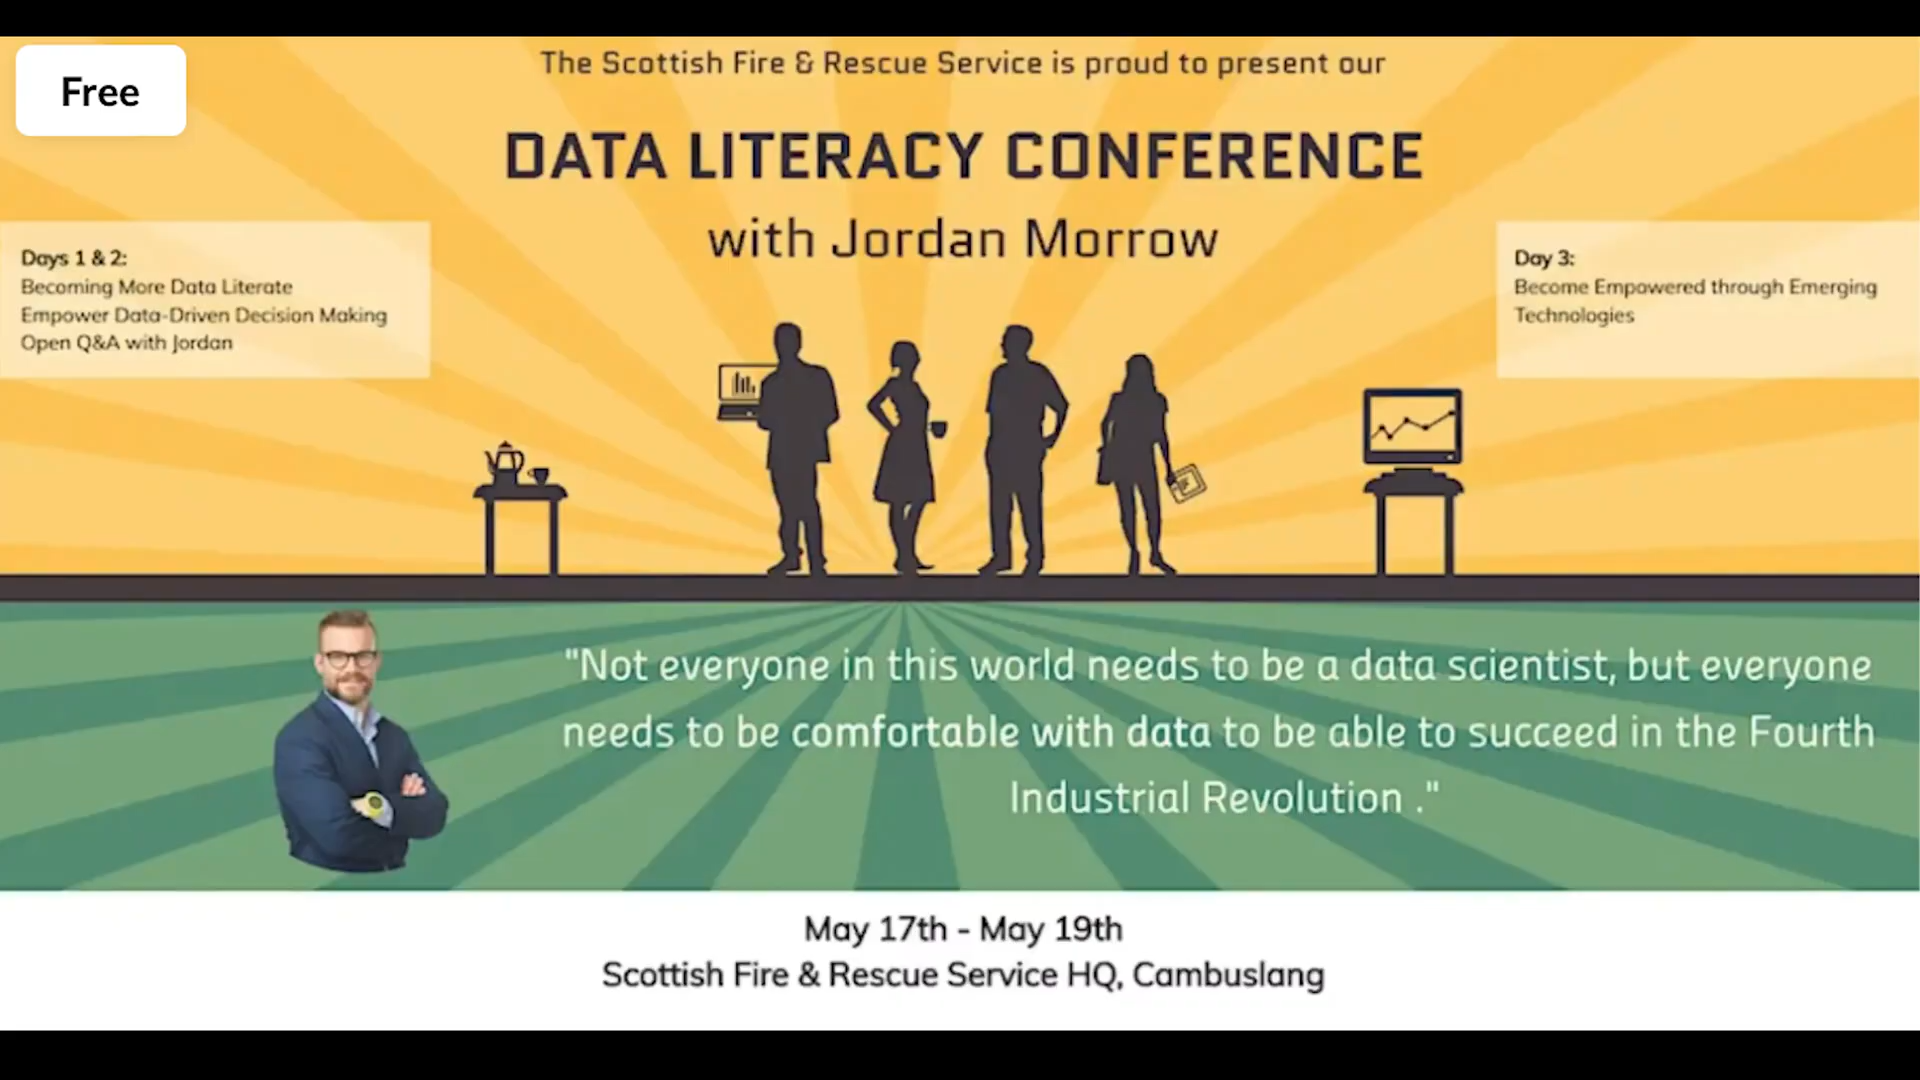 Free
The Scottish Fire & Rescue Service is proud to present our
DATA LITERACY CONFERENCE
with Jordan Morrow
Days 1 & 2:
Becoming More Data Literate
Empower Data-Driven Decision Making
Open Q&A with Jordan
Day 3:
Become Empowered through Emerging
Technologies
"Not everyone in this world needs to be a data scientist, but everyone
needs to be comfortable with data to be able to succeed in the Fourth
Industrial Revolution ."
May 17th - May 19th
Scottish Fire & Rescue Service HQ, Cambuslang